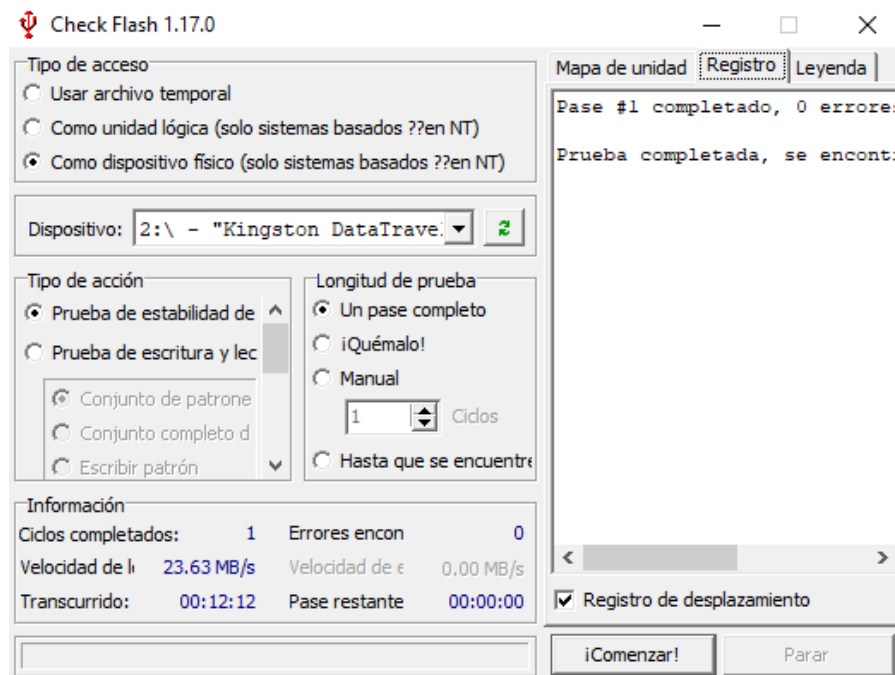 Check Flash 1.17.0
Tipo de acceso
Usar archivo temporal
Como unidad lógica (solo sistemas basados ??en NT)
Como dispositivo físico (solo sistemas basados ??en NT)
Dispositivo: 2:\ - "Kingston DataTrave
Tipo de acción
Prueba de estabilidad de
Prueba de escritura y lec
Conjunto de patrone
Conjunto completo d
Escribir patrón
Longitud de prueba
Un pase completo
¡Quémalo!
Manual
1 Ciclos
Hasta que se encuentre
Información
Ciclos completados: 1 Errores encon 0
Velocidad de l 23.63 MB/s Velocidad de e 0.00 MB/s
Transcurrido: 00:12:12 Pase restante 00:00:00
Mapa de unidad Registro Leyenda
Pase #1 completado, 0 errores
Prueba completada, se encont
Registro de desplazamiento
¡Comenzar! Parar